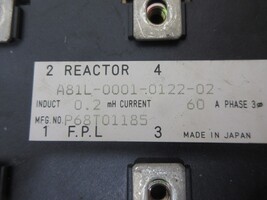 2 REACTOR 4
A81L-0001-0122-02
INDUCT 0.2 mH CURRENT 60 A PHASE 3ø
MFG.NO. P68T01185
1 F.P.L 3 MADE IN JAPAN